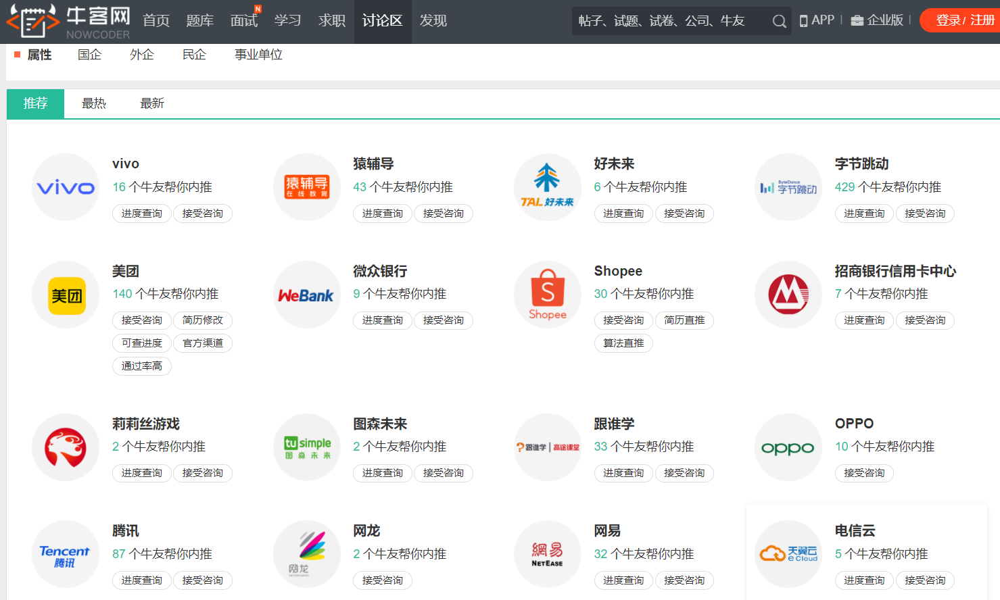 牛客网 NOWCODER 首页 题库 面试 N 学习 求职 讨论区 发现 帖子、试题、试卷、公司、牛友 APP | 企业版 | 登录 / 注册
属性 国企 外企 民企 事业单位
推荐 最热 最新
vivo
vivo
16 个牛友帮你内推
进度查询 接受咨询
猿辅导
在线教育
猿辅导
43 个牛友帮你内推
进度查询 接受咨询
TAL 好未来
好未来
6 个牛友帮你内推
进度查询 接受咨询
ByteDance
字节跳动
字节跳动
429 个牛友帮你内推
进度查询 接受咨询
美团
美团
140 个牛友帮你内推
接受咨询 简历修改
可查进度 官方渠道
通过率高
WeBank
微众银行
9 个牛友帮你内推
进度查询 接受咨询
S
Shopee
Shopee
30 个牛友帮你内推
接受咨询 简历直推
算法直推
招商银行信用卡中心
7 个牛友帮你内推
进度查询 接受咨询
莉莉丝游戏
2 个牛友帮你内推
进度查询 接受咨询
tusimple
图森未来
图森未来
2 个牛友帮你内推
进度查询 接受咨询
跟谁学 | 高途课堂
跟谁学
33 个牛友帮你内推
进度查询 接受咨询
oppo
OPPO
10 个牛友帮你内推
接受咨询
Tencent
腾讯
腾讯
87 个牛友帮你内推
进度查询 接受咨询
网龙
网龙
2 个牛友帮你内推
接受咨询
網易
NETEASE
网易
32 个牛友帮你内推
进度查询 接受咨询
天翼云
e Cloud
电信云
5 个牛友帮你内推
进度查询 接受咨询